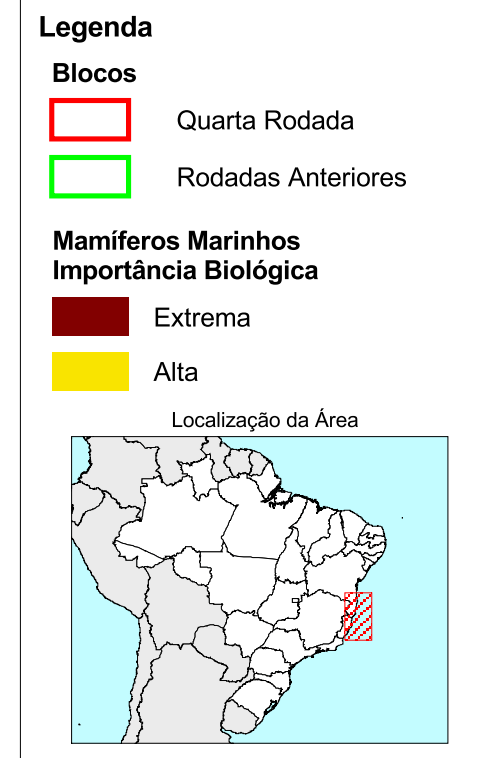 Legenda
Blocos
Quarta Rodada
Rodadas Anteriores
Mamíferos Marinhos
Importância Biológica
Extrema
Alta
Localização da Área